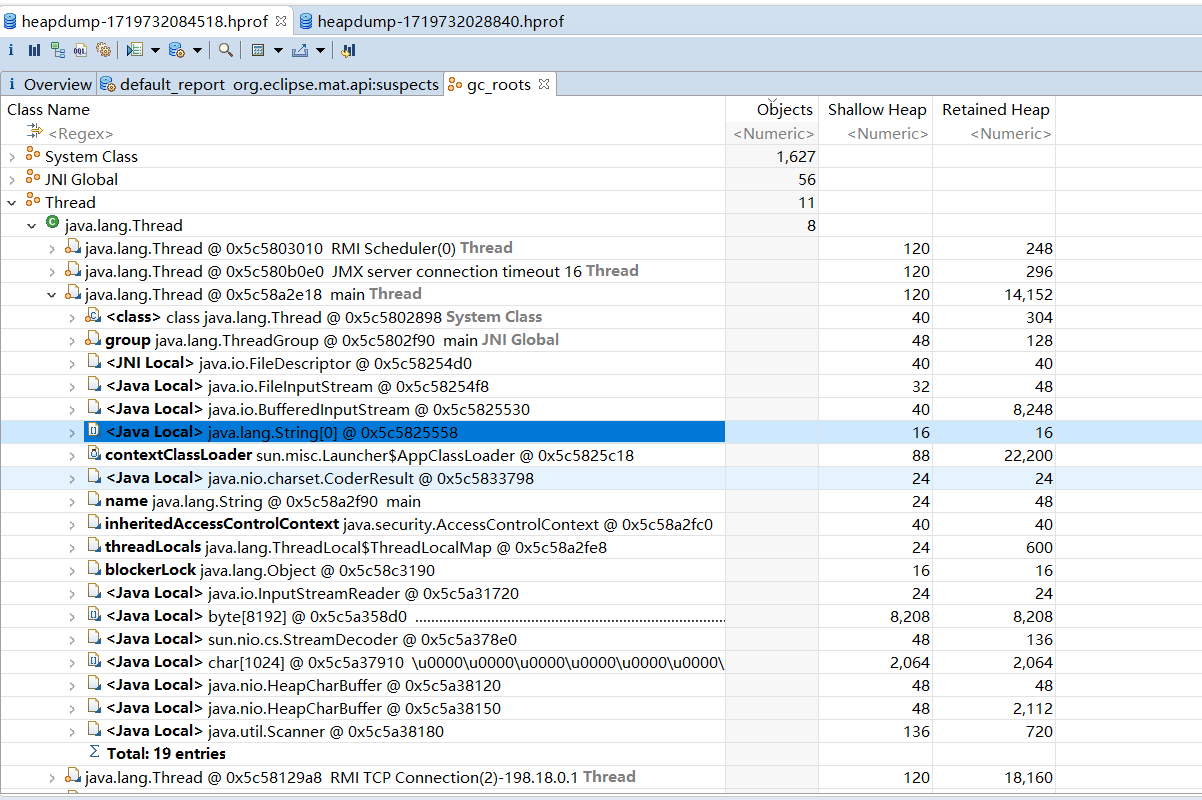 heapdump-1719732084518.hprof heapdump-1719732028840.hprof
i OQL
i Overview default_report org.eclipse.mat.api:suspects gc_roots
Class Name Objects Shallow Heap Retained Heap
<Regex> <Numeric> <Numeric> <Numeric>
System Class 1,627
JNI Global 56
Thread 11
java.lang.Thread 8
java.lang.Thread @ 0x5c5803010 RMI Scheduler(0) Thread 120 248
java.lang.Thread @ 0x5c580b0e0 JMX server connection timeout 16 Thread 120 296
java.lang.Thread @ 0x5c58a2e18 main Thread 120 14,152
<class> class java.lang.Thread @ 0x5c5802898 System Class 40 304
group java.lang.ThreadGroup @ 0x5c5802f90 main JNI Global 48 128
<JNI Local> java.io.FileDescriptor @ 0x5c58254d0 40 40
<Java Local> java.io.FileInputStream @ 0x5c58254f8 32 48
<Java Local> java.io.BufferedInputStream @ 0x5c5825530 40 8,248
<Java Local> java.lang.String[0] @ 0x5c5825558 16 16
contextClassLoader sun.misc.Launcher$AppClassLoader @ 0x5c5825c18 88 22,200
<Java Local> java.nio.charset.CoderResult @ 0x5c5833798 24 24
name java.lang.String @ 0x5c58a2f90 main 24 48
inheritedAccessControlContext java.security.AccessControlContext @ 0x5c58a2fc0 40 40
threadLocals java.lang.ThreadLocal$ThreadLocalMap @ 0x5c58a2fe8 24 600
blockerLock java.lang.Object @ 0x5c58c3190 16 16
<Java Local> java.io.InputStreamReader @ 0x5c5a31720 24 24
<Java Local> byte[8192] @ 0x5c5a358d0 ................................................................ 8,208 8,208
<Java Local> sun.nio.cs.StreamDecoder @ 0x5c5a378e0 48 136
<Java Local> char[1024] @ 0x5c5a37910 \u0000\u0000\u0000\u0000\u0000\u0000\ 2,064 2,064
<Java Local> java.nio.HeapCharBuffer @ 0x5c5a38120 48 48
<Java Local> java.nio.HeapCharBuffer @ 0x5c5a38150 48 2,112
<Java Local> java.util.Scanner @ 0x5c5a38180 136 720
Σ Total: 19 entries
java.lang.Thread @ 0x5c58129a8 RMI TCP Connection(2)-198.18.0.1 Thread 120 18,160